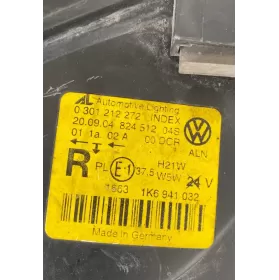 AL Automotive Lighting
0 301 212 272 INDEX
20.09.04 824 512 04S
01 1a 02 A 00 DCR
ALN
H21W
R PL E1 37.5 W5W 24 V
1603 1K6 941 032
Made in Germany